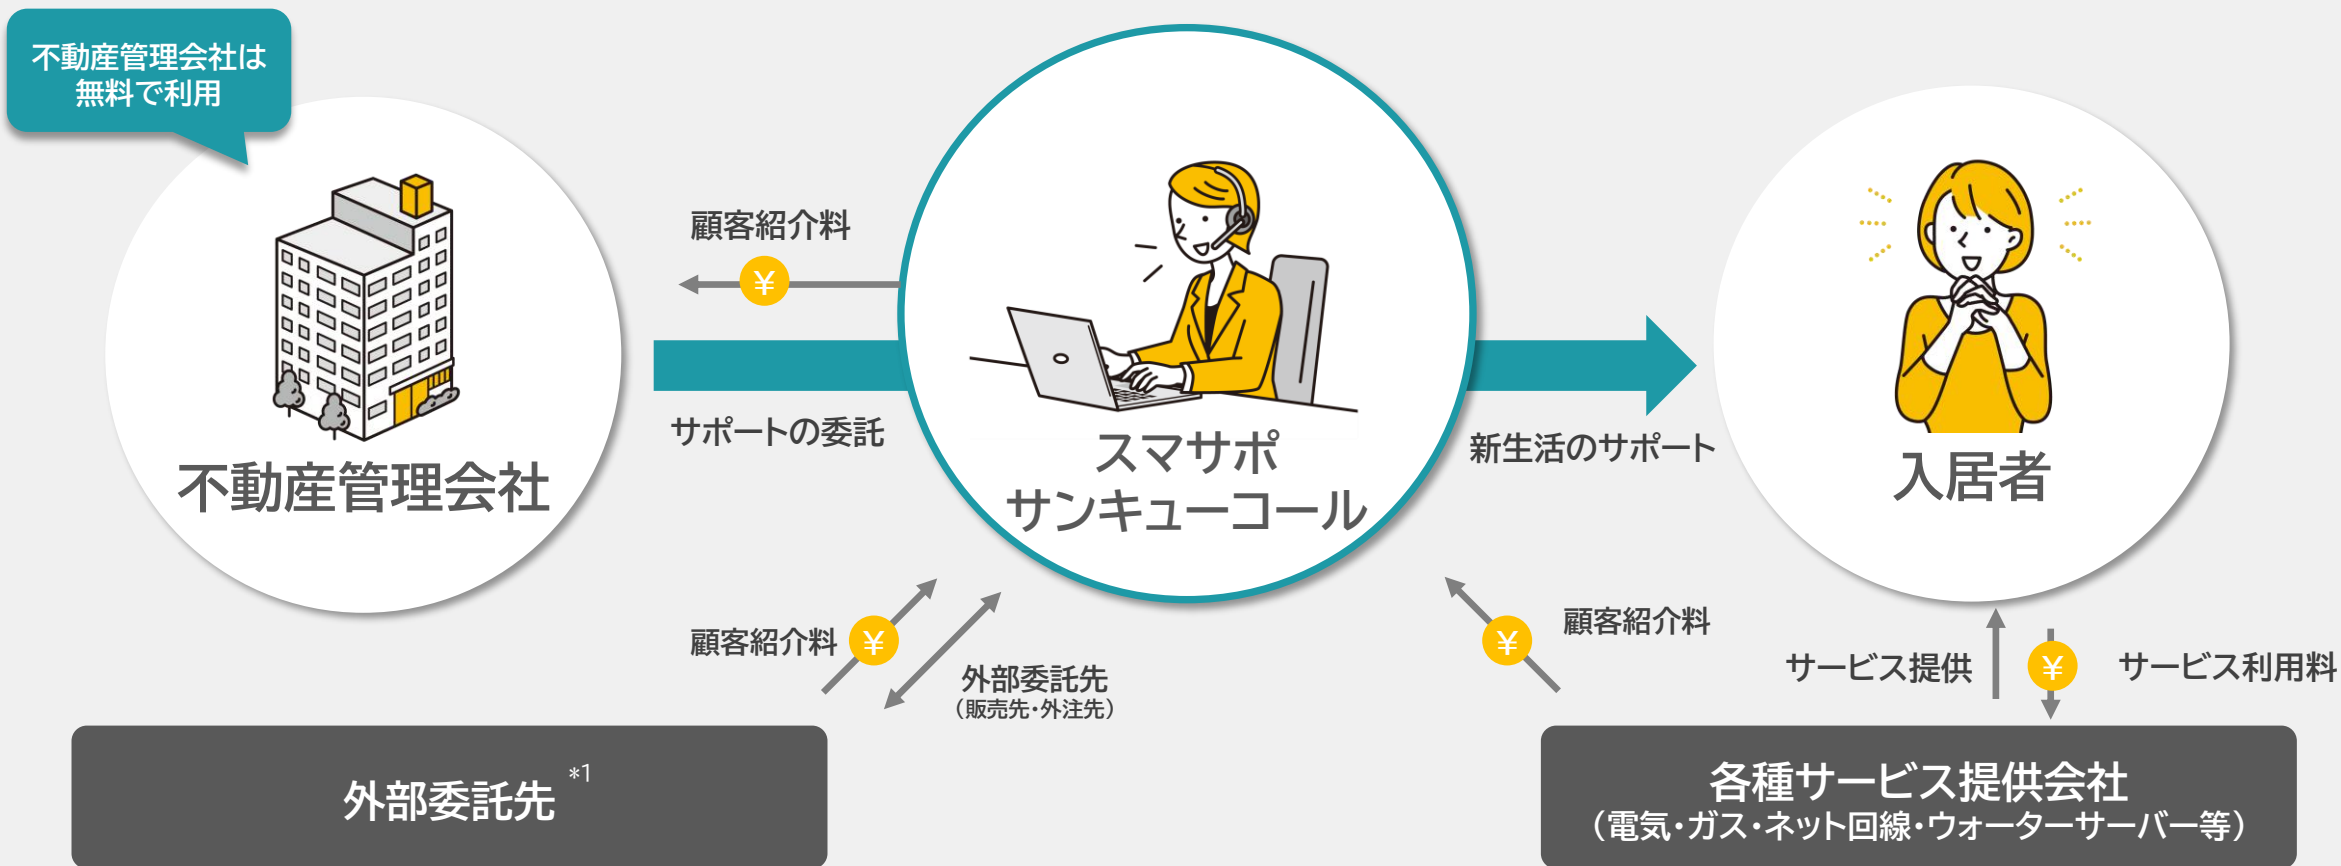 不動産管理会社は
無料で利用
不動産管理会社
顧客紹介料
¥
サポートの委託
スマサポ
サンキューコール
新生活のサポート
入居者
顧客紹介料
¥
外部委託先
（販売先・外注先）
¥
顧客紹介料
サービス提供
¥
サービス利用料
外部委託先 *1
各種サービス提供会社
（電気・ガス・ネット回線・ウォーターサーバー等）